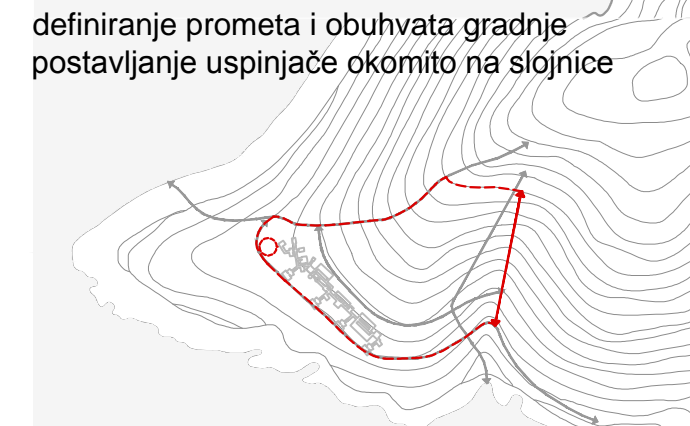 definiranje prometa i obuhvata gradnje
postavljanje uspinjače okomito na slojnice